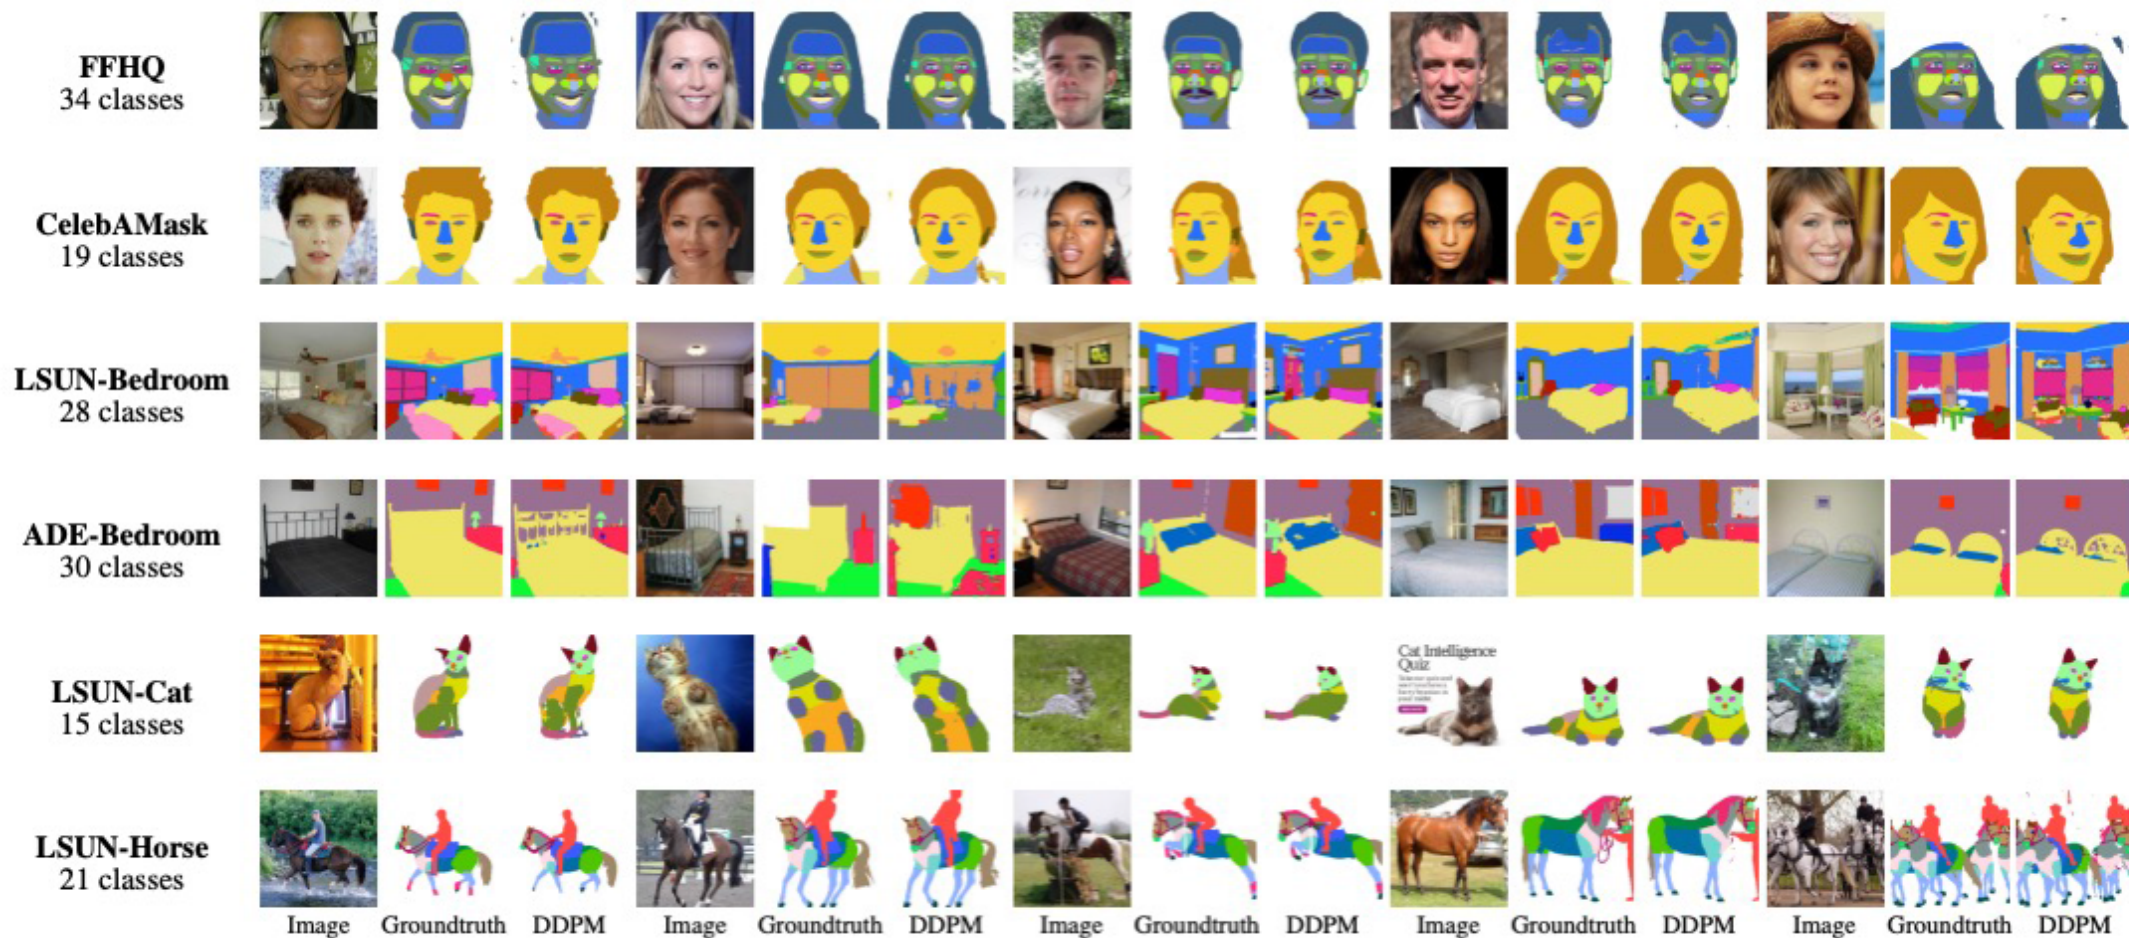 FFHQ
34 classes
CelebAMask
19 classes
LSUN-Bedroom
28 classes
ADE-Bedroom
30 classes
LSUN-Cat
15 classes
Cat Intelligence
Quiz
LSUN-Horse
21 classes
Image Groundtruth DDPM Image Groundtruth DDPM Image Groundtruth DDPM Image Groundtruth DDPM Image Groundtruth DDPM